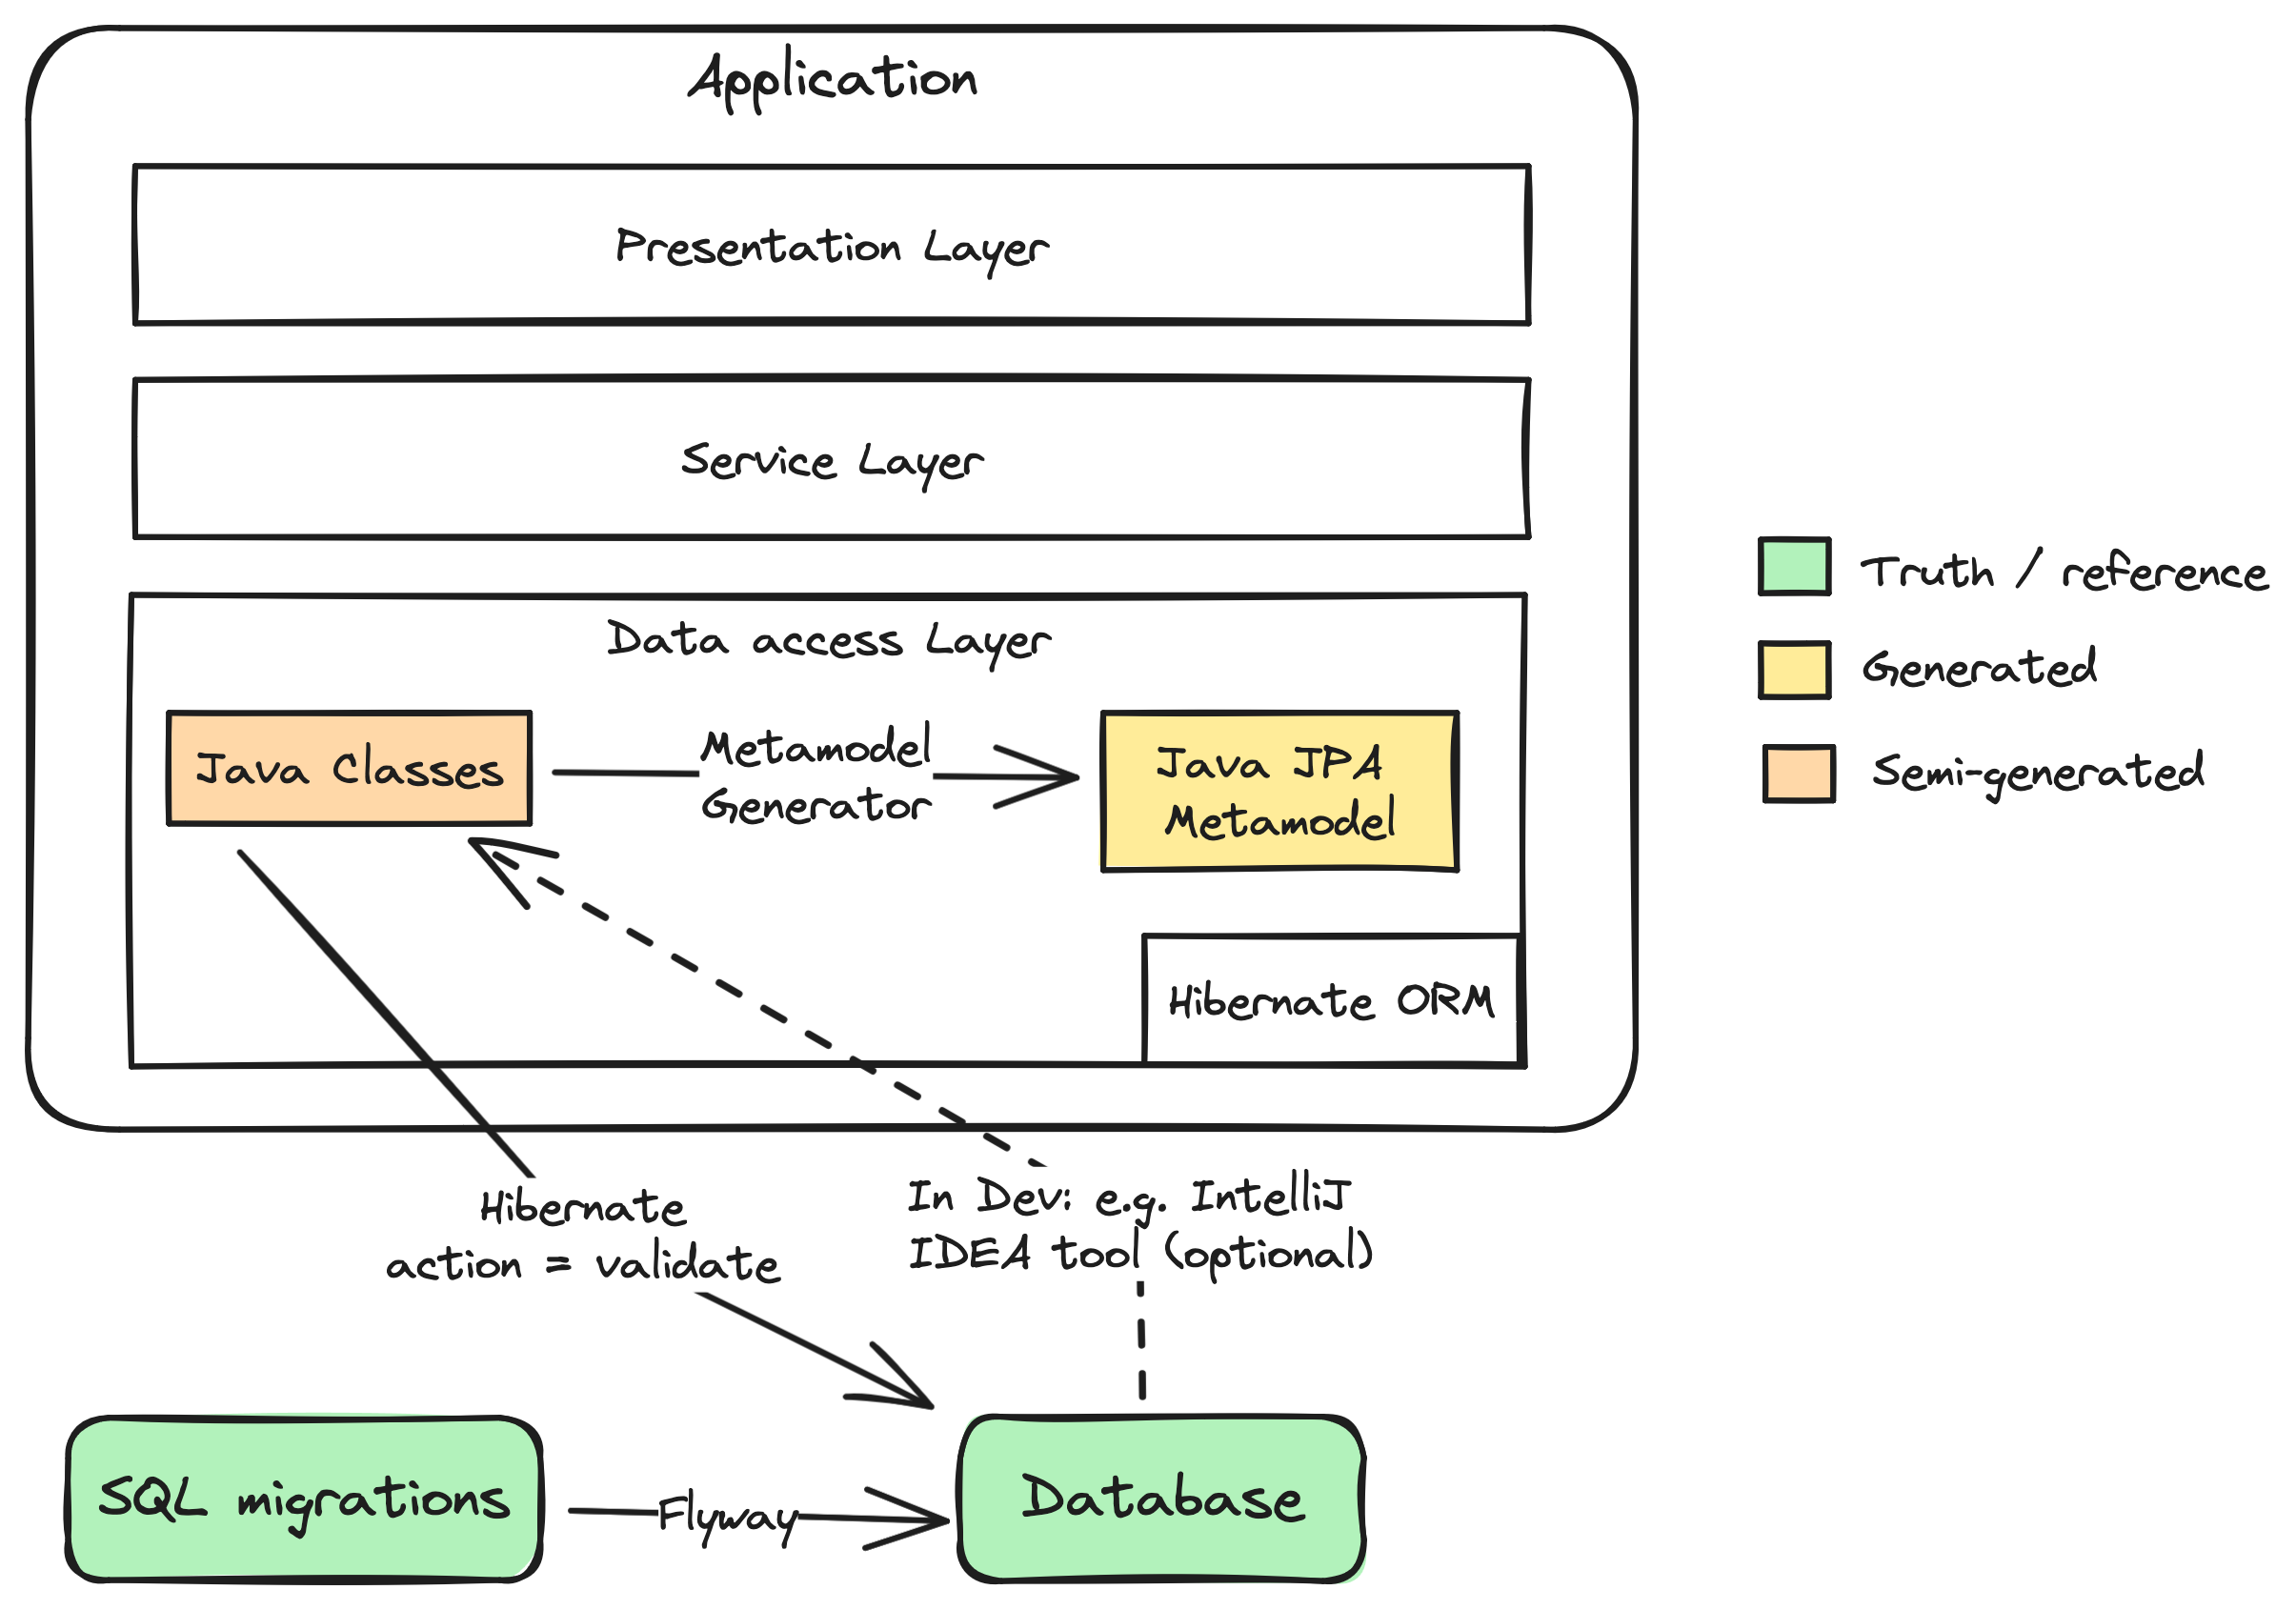 Application
Presentation Layer
Service Layer
Data access Layer
Java Classes
Metamodel
Generator
Java JPA
Metamodel
Hibernate ORM
Truth / reference
Generated
Semi-generated
Hibernate
action = validate
In Dev: e.g. IntelliJ
IDEA tool (optional)
SQL migrations
Flyway
Database